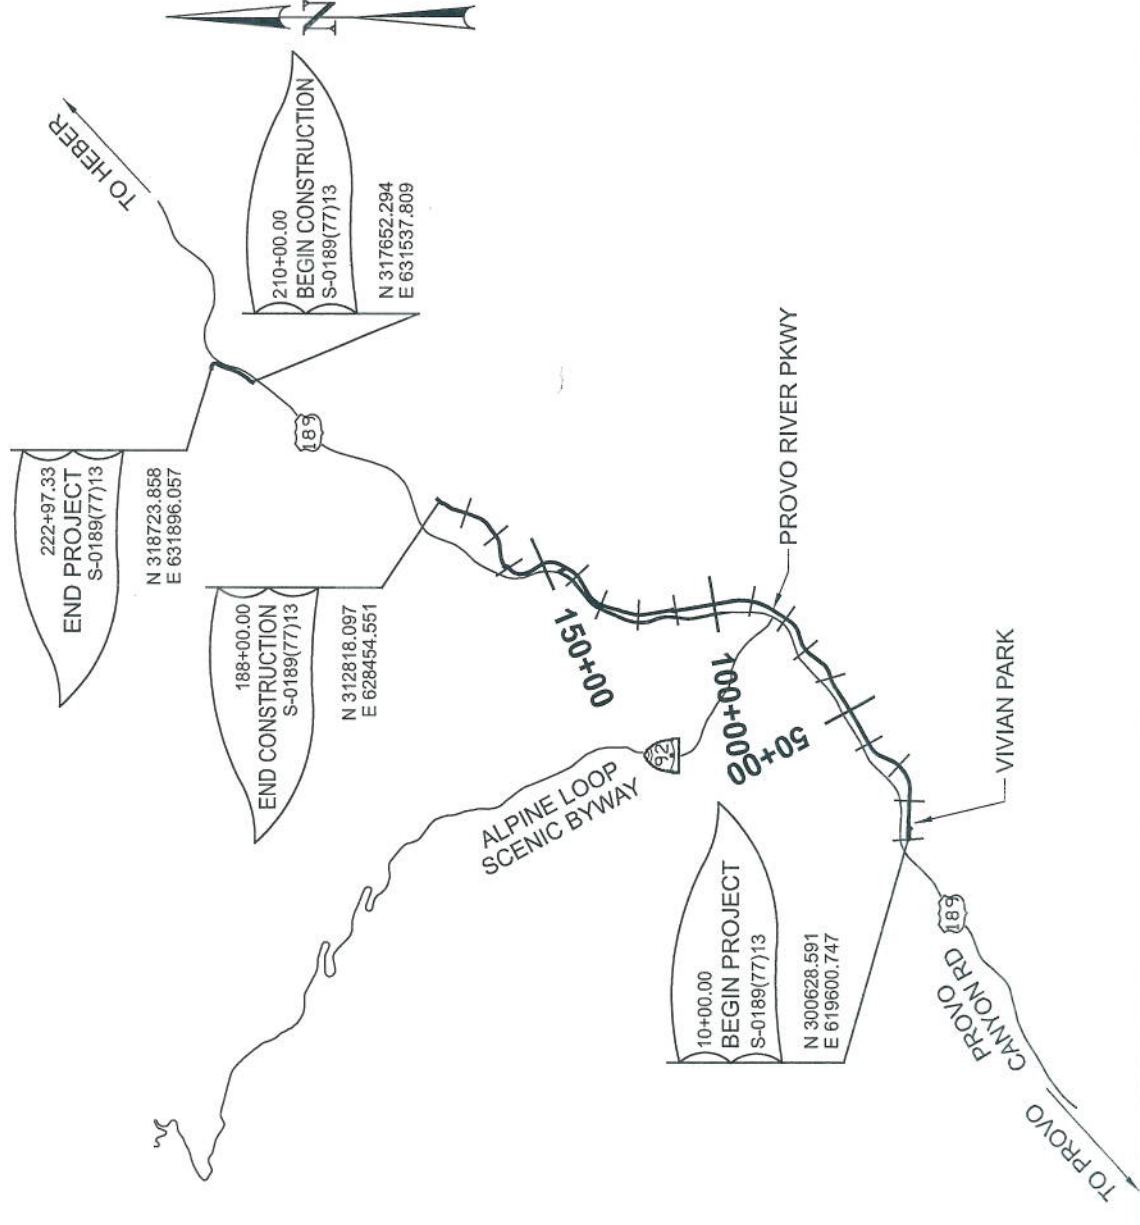 N
TO HEBER
210+00.00
BEGIN CONSTRUCTION
S-0189(77)13
N 317652.294
E 631537.809
222+97.33
END PROJECT
S-0189(77)13
N 318723.858
E 631896.057
189
188+00.00
END CONSTRUCTION
S-0189(77)13
N 312818.097
E 628454.551
150+00
PROVO RIVER PKWY
100+00
50+00
VIVIAN PARK
92
ALPINE LOOP
SCENIC BYWAY
10+00.00
BEGIN PROJECT
S-0189(77)13
N 300628.591
E 619600.747
189
PROVO
CANYON RD
TO PROVO